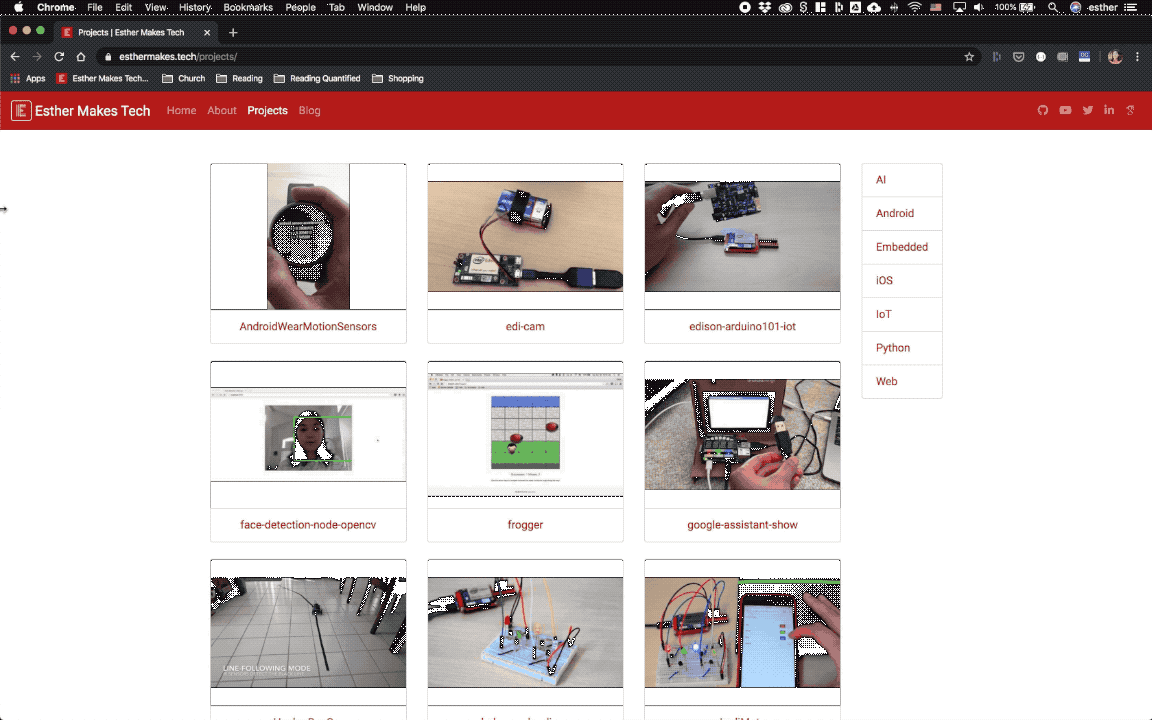 Chrome File Edit View History Bookmarks People Tab Window Help 100% esther
Projects | Esther Makes Tech
esthermakes.tech/projects/
Apps Esther Makes Tech... Church Reading Reading Quantified Shopping
E Esther Makes Tech Home About Projects Blog
AndroidWearMotionSensors
edi-cam
edison-arduino101-iot
AI
Android
Embedded
iOS
IoT
Python
Web
face-detection-node-opencv
frogger
google-assistant-show
LINE-FOLLOWING MODE